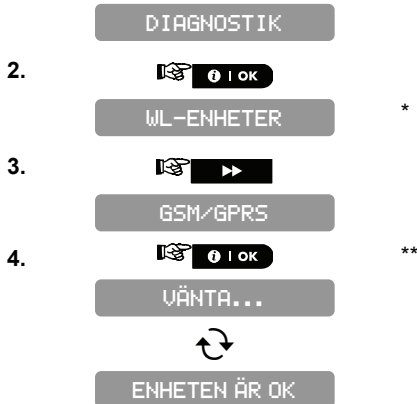 DIAGNOSTIK
2. i | OK
WL-ENHETER *
3.
GSM/GPRS
4. i | OK **
VÄNTA...
ENHETEN ÄR OK